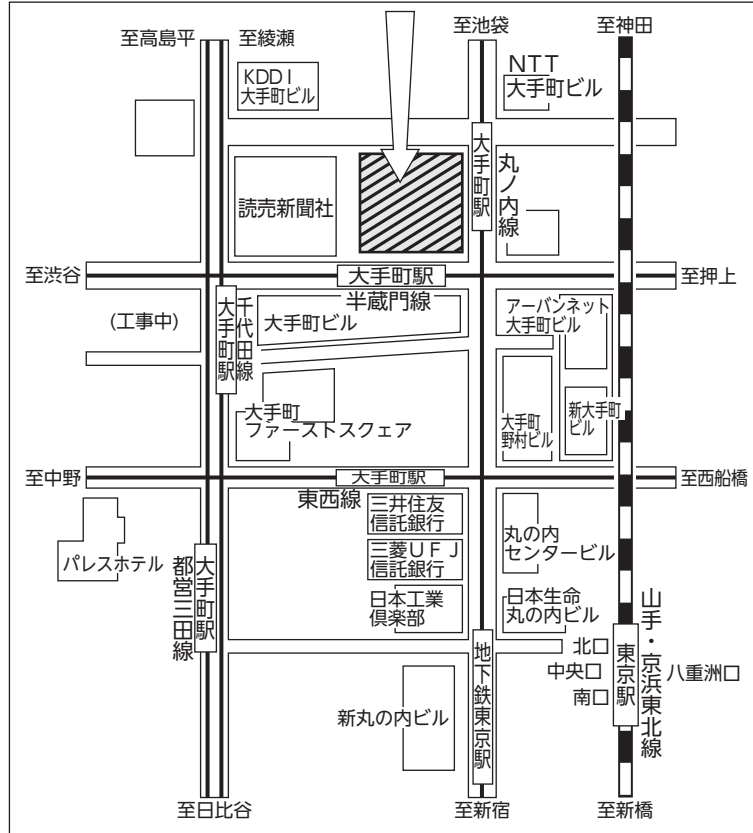 至高島平
至綾瀬
至池袋
至神田
KDDI
大手町ビル
NTT
大手町ビル
大手町駅
丸ノ内線
読売新聞社
至渋谷
大手町駅
至押上
半蔵門線
(工事中)
大手町駅
千代田線
大手町ビル
アーバンネット
大手町ビル
大手町
ファーストスクェア
大手町
野村ビル
新大手町
ビル
至中野
大手町駅
至西船橋
東西線
三井住友
信託銀行
丸の内
センタービル
パレスホテル
三菱UFJ
信託銀行
都営三田線
大手町駅
日本工業
倶楽部
日本生命
丸の内ビル
北口
中央口
南口
東京駅
山手・京浜東北線
八重洲口
地下鉄東京駅
新丸の内ビル
至日比谷
至新宿
至新橋